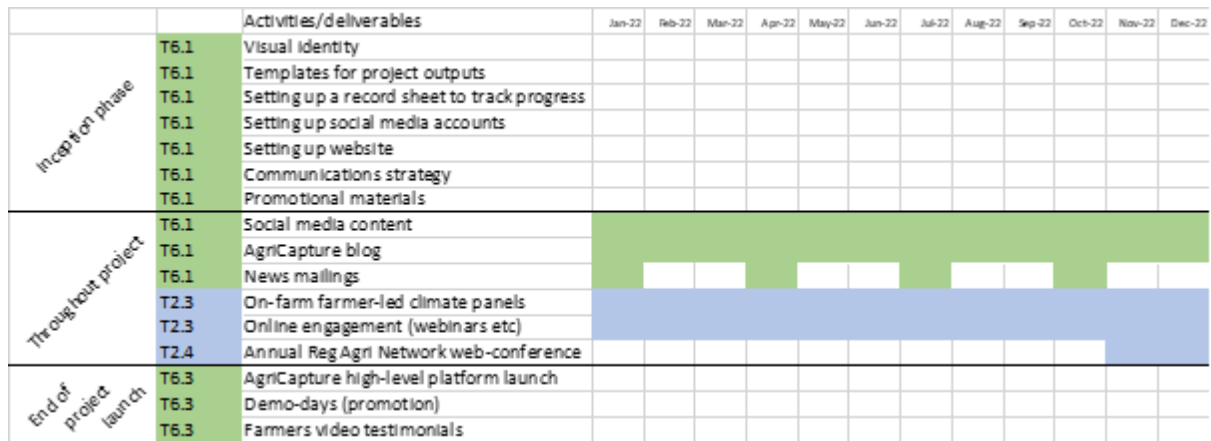 Activities/deliverables Jan-22 Feb-22 Mar-22 Apr-22 May-22 Jun-22 Jul-22 Aug-22 Sep-22 Oct-22 Nov-22 Dec-22
Inception phase
T6.1 Visual identity
T6.1 Templates for project outputs
T6.1 Setting up a record sheet to track progress
T6.1 Setting up social media accounts
T6.1 Setting up website
T6.1 Communications strategy
T6.1 Promotional materials
Throughout project
T6.1 Social media content
T6.1 AgriCapture blog
T6.1 News mailings
T2.3 On-farm farmer-led climate panels
T2.3 Online engagement (webinars etc)
T2.4 Annual RegAgri Network web-conference
End of
project
launch
T6.3 AgriCapture high-level platform launch
T6.3 Demo-days (promotion)
T6.3 Farmers video testimonials